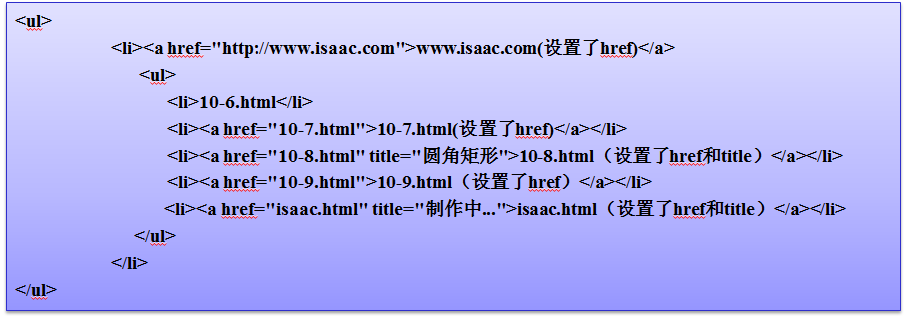 <ul>
<li><a href="http://www.isaac.com">www.isaac.com(设置了href)</a>
<ul>
<li>10-6.html</li>
<li><a href="10-7.html">10-7.html(设置了href)</a></li>
<li><a href="10-8.html" title="圆角矩形">10-8.html（设置了href和title）</a></li>
<li><a href="10-9.html">10-9.html（设置了href）</a></li>
<li><a href="isaac.html" title="制作中...">isaac.html（设置了href和title）</a></li>
</ul>
</li>
</ul>